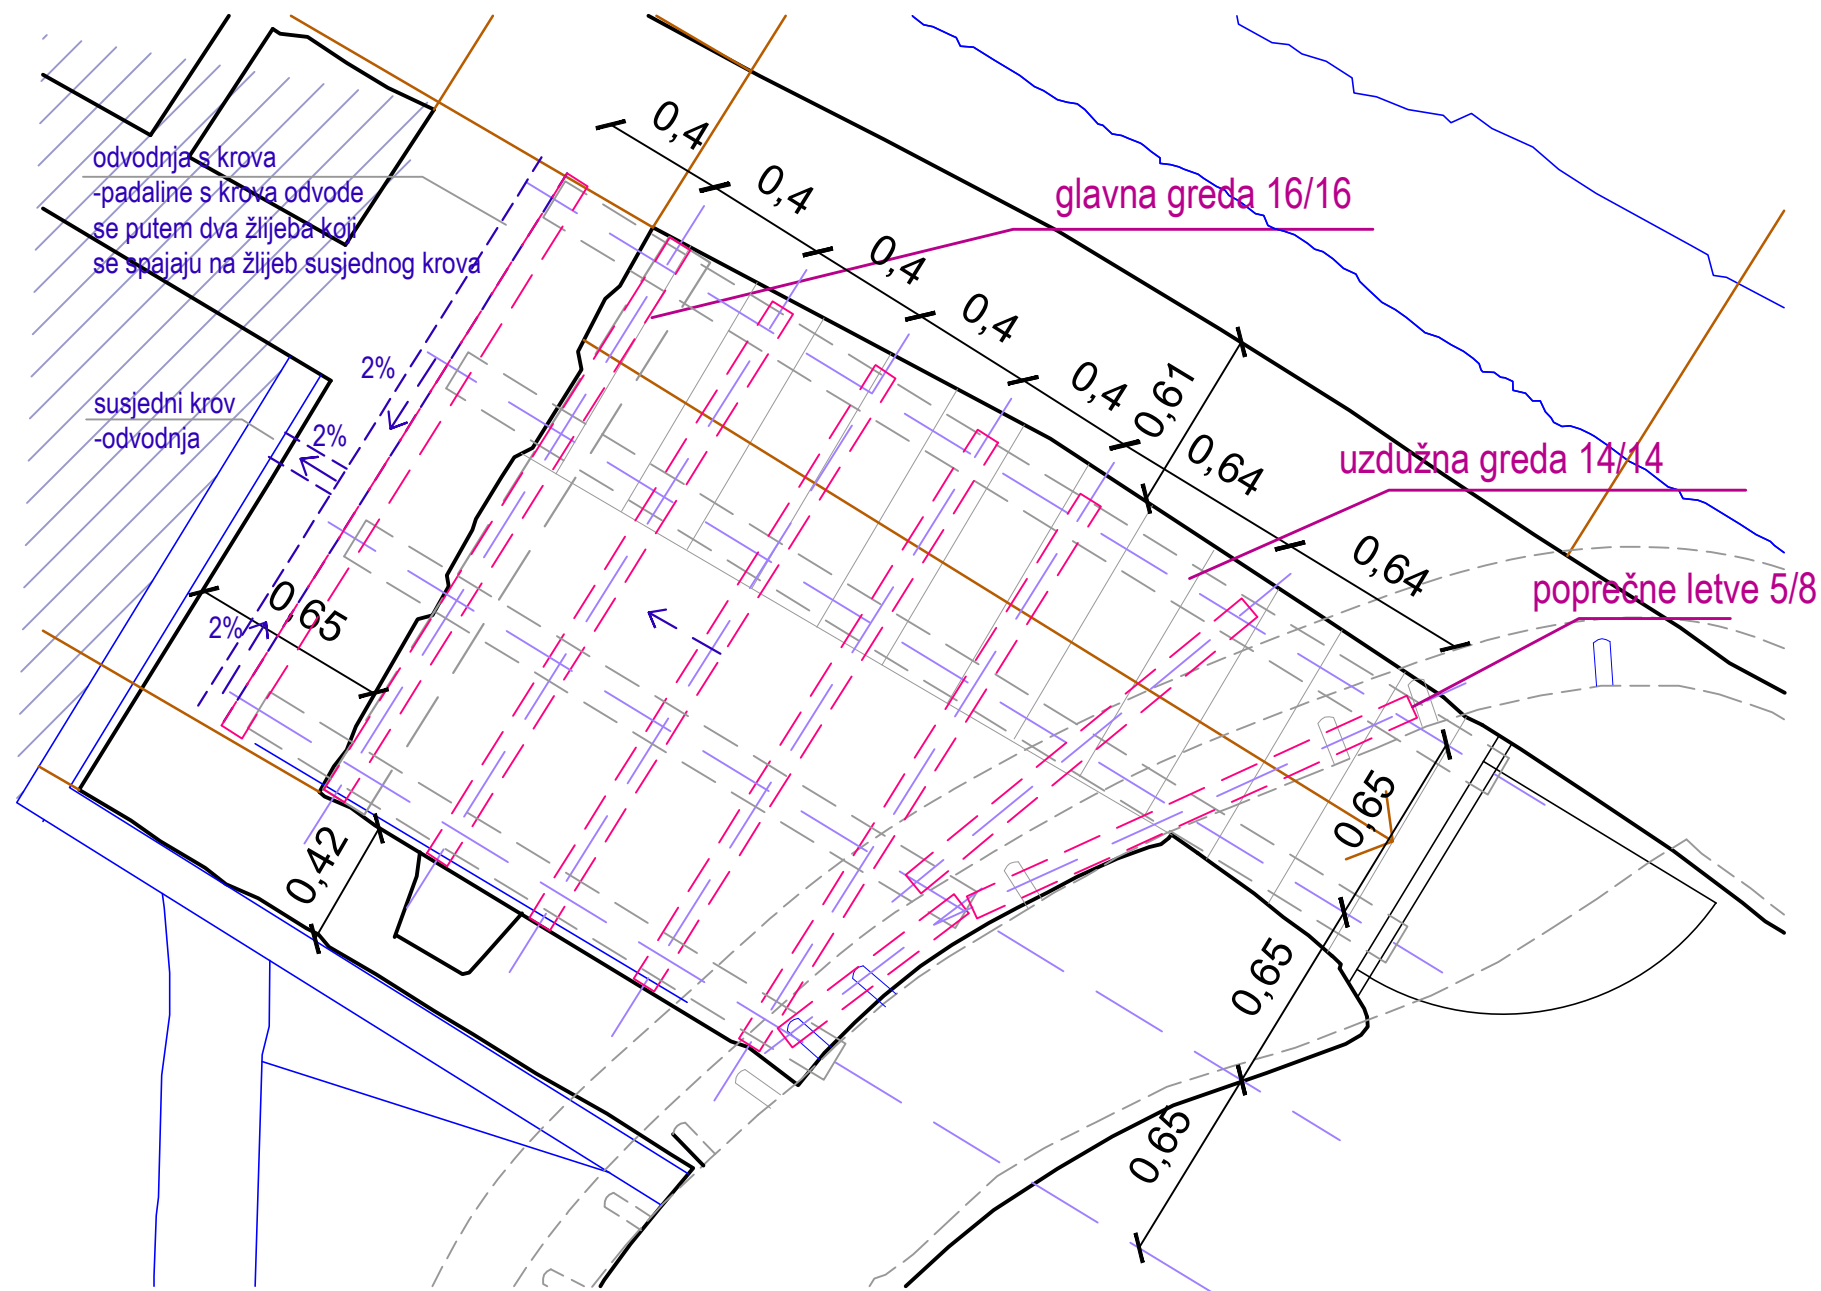 odvodnja s krova
-padaline s krova odvode
se putem dva žlijeba koji
se spajaju na žlijeb susjednog krova
0,4
0,4
0,4
0,4
0,4
0,61
0,64
0,64
glavna greda 16/16
uzdužna greda 14/14
poprečne letve 5/8
2%
susjedni krov
-odvodnja
2%
0,65
2%
0,42
0,65
0,65
0,65